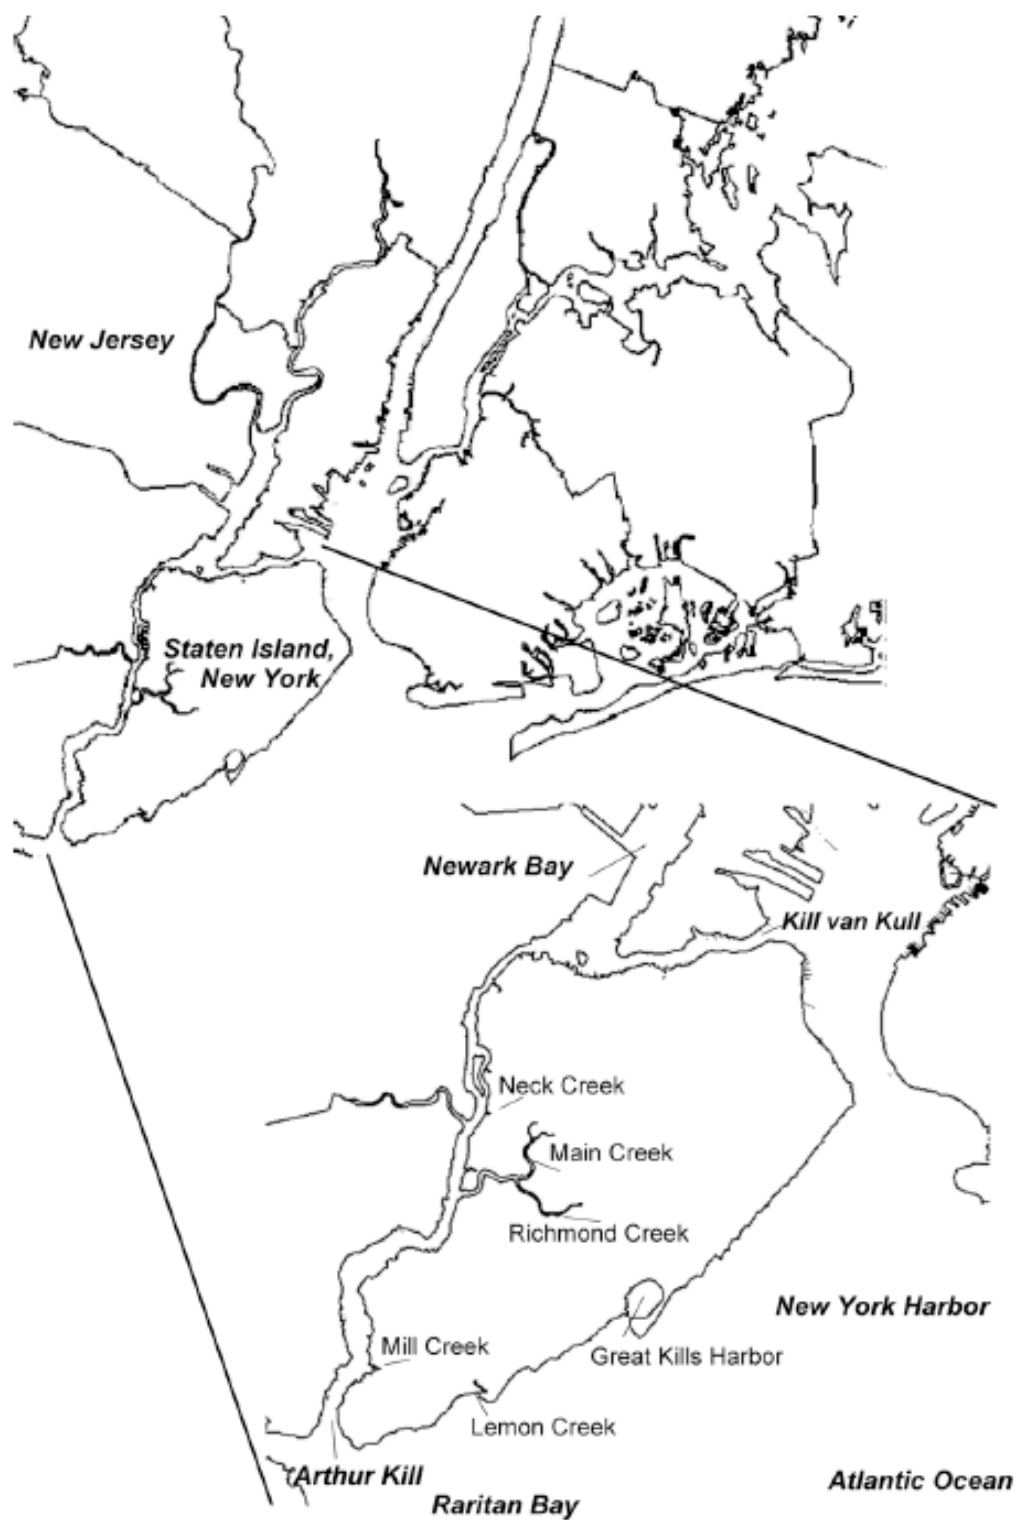 New Jersey
Staten Island,
New York
Newark Bay
Kill van Kull
Neck Creek
Main Creek
Richmond Creek
New York Harbor
Mill Creek
Great Kills Harbor
Lemon Creek
Arthur Kill
Atlantic Ocean
Raritan Bay